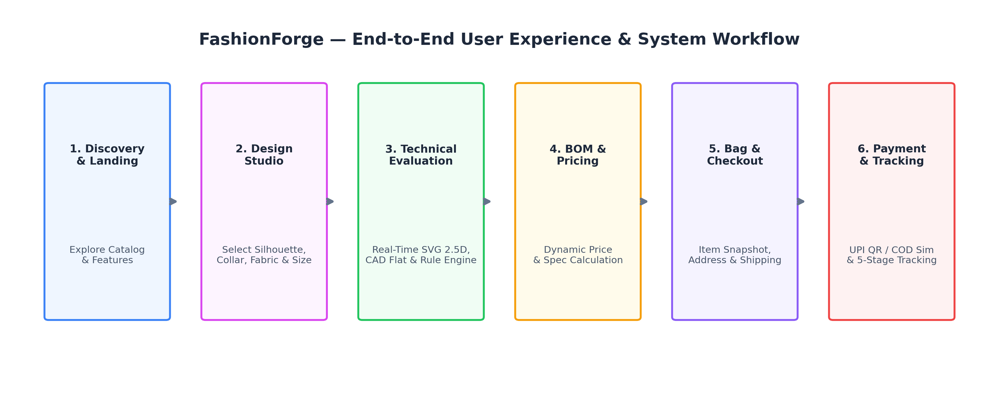 FashionForge — End-to-End User Experience & System Workflow
1. Discovery
& Landing
Explore Catalog
& Features
2. Design
Studio
Select Silhouette,
Collar, Fabric & Size
3. Technical
Evaluation
Real-Time SVG 2.5D,
CAD Flat & Rule Engine
4. BOM &
Pricing
Dynamic Price
& Spec Calculation
5. Bag &
Checkout
Item Snapshot,
Address & Shipping
6. Payment
& Tracking
UPI QR / COD Sim
& 5-Stage Tracking